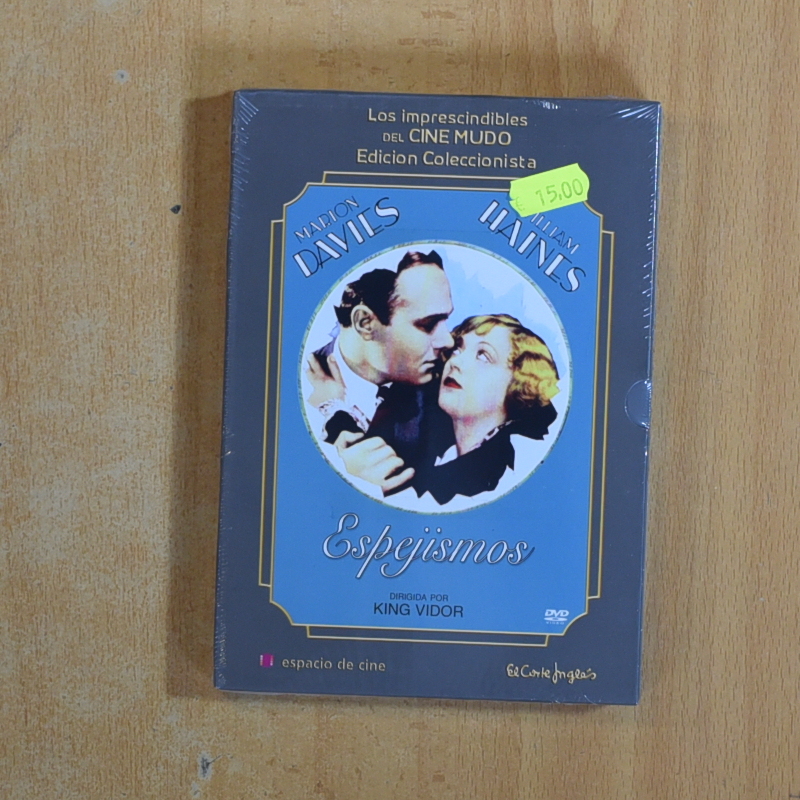 Los imprescindibles
DEL CINE MUDO
Edicion Coleccionista
€ 15,00
MARION
DAVIES
WILLIAM
HAINES
Espejismos
DIRIGIDA POR
KING VIDOR
DVD
VIDEO
espacio de cine
El Corte Inglés